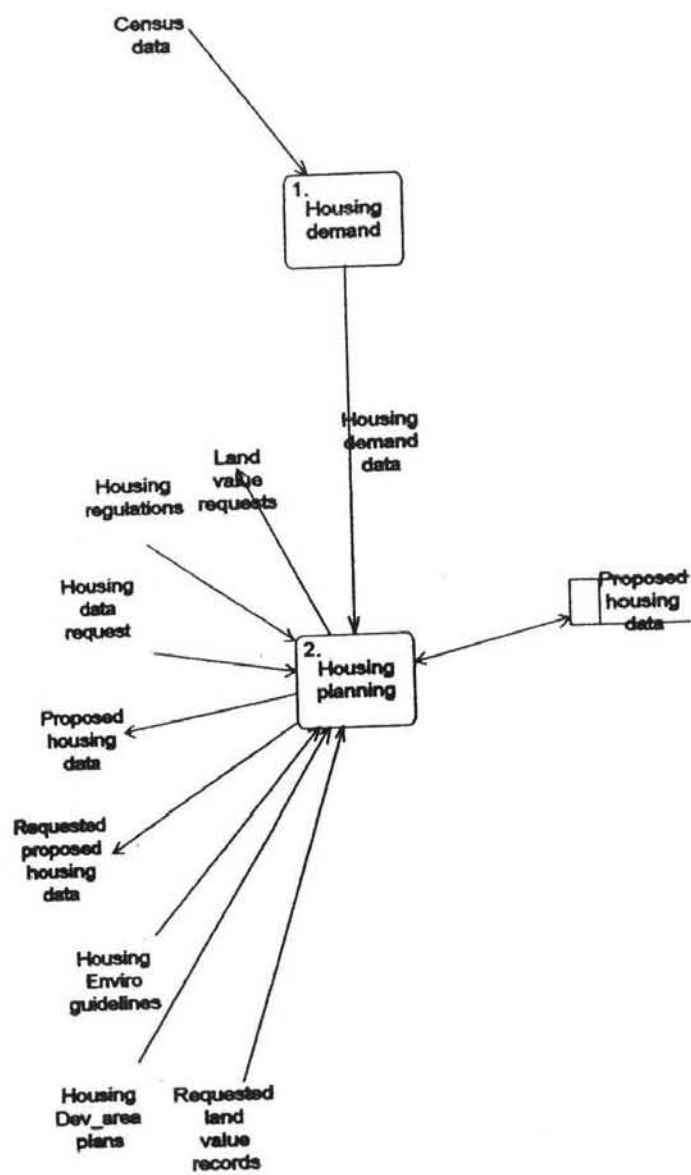 Census
data
1.
Housing
demand
Housing
demand
data
Land
value
requests
Housing
regulations
Housing
data
request
Proposed
housing
data
2.
Housing
planning
Proposed
housing
data
Requested
proposed
housing
data
Housing
Enviro
guidelines
Housing
Dev_area
plans
Requested
land
value
records